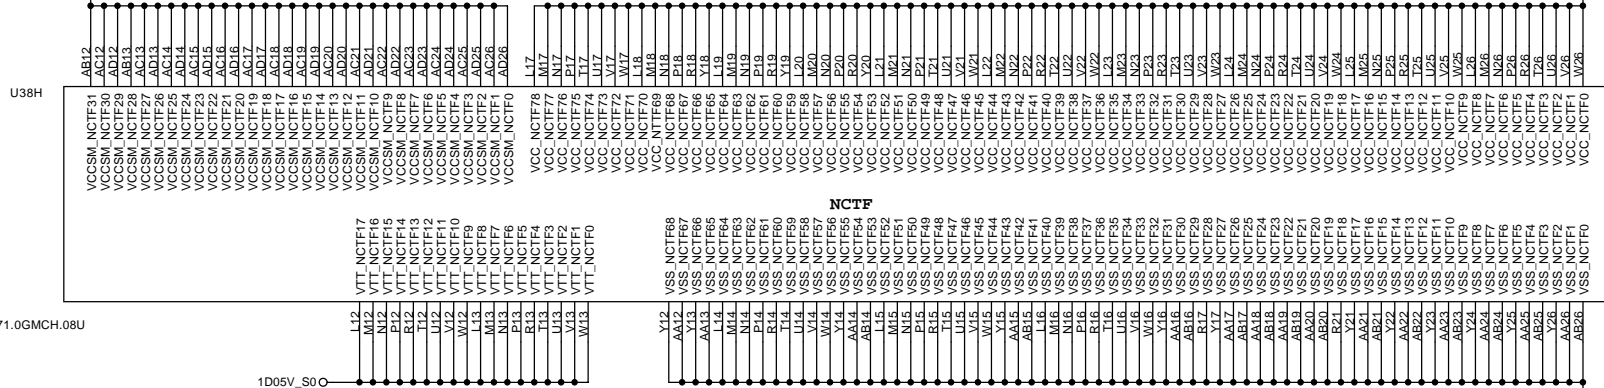 AB12 AC12 AD12 AB13 AC13 AD13 AC14 AD14 AC15 AD15 AC16 AD16 AC17 AD17 AC18 AD18 AC19 AD19 AC20 AD20 AC21 AD21 AC22 AD22 AC23 AD23 AC24 AD24 AC25 AD25 AC26 AD26 L17 M17 N17 P17 T17 U17 V17 W17 L18 M18 N18 P18 R18 Y18 L19 M19 N19 P19 R19 Y19 L20 M20 N20 P20 R20 Y20 L21 M21 N21 P21 T21 U21 V21 W21 L22 M22 N22 P22 R22 T22 U22 V22 W22 L23 M23 N23 P23 R23 T23 U23 V23 W23 L24 M24 N24 P24 R24 T24 U24 V24 W24 L25 M25 N25 P25 R25 T25 U25 V25 W25 L26 M26 N26 P26 R26 T26 U26 V26 W26
U38H
VCCSM_NCTF31 VCCSM_NCTF30 VCCSM_NCTF29 VCCSM_NCTF28 VCCSM_NCTF27 VCCSM_NCTF26 VCCSM_NCTF25 VCCSM_NCTF24 VCCSM_NCTF23 VCCSM_NCTF22 VCCSM_NCTF21 VCCSM_NCTF20 VCCSM_NCTF19 VCCSM_NCTF18 VCCSM_NCTF17 VCCSM_NCTF16 VCCSM_NCTF15 VCCSM_NCTF14 VCCSM_NCTF13 VCCSM_NCTF12 VCCSM_NCTF11 VCCSM_NCTF10 VCCSM_NCTF9 VCCSM_NCTF8 VCCSM_NCTF7 VCCSM_NCTF6 VCCSM_NCTF5 VCCSM_NCTF4 VCCSM_NCTF3 VCCSM_NCTF2 VCCSM_NCTF1 VCCSM_NCTF0 VCC_NCTF78 VCC_NCTF77 VCC_NCTF76 VCC_NCTF75 VCC_NCTF74 VCC_NCTF73 VCC_NCTF72 VCC_NCTF71 VCC_NCTF70 VCC_NTTF69 VCC_NCTF68 VCC_NCTF67 VCC_NCTF66 VCC_NCTF65 VCC_NCTF64 VCC_NCTF63 VCC_NCTF62 VCC_NCTF61 VCC_NCTF60 VCC_NCTF59 VCC_NCTF58 VCC_NCTF57 VCC_NCTF56 VCC_NCTF55 VCC_NCTF54 VCC_NCTF53 VCC_NCTF52 VCC_NCTF51 VCC_NCTF50 VCC_NCTF49 VCC_NCTF48 VCC_NCTF47 VCC_NCTF46 VCC_NCTF45 VCC_NCTF44 VCC_NCTF43 VCC_NCTF42 VCC_NCTF41 VCC_NCTF40 VCC_NCTF39 VCC_NCTF38 VCC_NCTF37 VCC_NCTF36 VCC_NCTF35 VCC_NCTF34 VCC_NCTF33 VCC_NCTF32 VCC_NCTF31 VCC_NCTF30 VCC_NCTF29 VCC_NCTF28 VCC_NCTF27 VCC_NCTF26 VCC_NCTF25 VCC_NCTF24 VCC_NCTF23 VCC_NCTF22 VCC_NCTF21 VCC_NCTF20 VCC_NCTF19 VCC_NCTF18 VCC_NCTF17 VCC_NCTF16 VCC_NCTF15 VCC_NCTF14 VCC_NCTF13 VCC_NCTF12 VCC_NCTF11 VCC_NCTF10 VCC_NCTF9 VCC_NCTF8 VCC_NCTF7 VCC_NCTF6 VCC_NCTF5 VCC_NCTF4 VCC_NCTF3 VCC_NCTF2 VCC_NCTF1 VCC_NCTF0
NCTF
VTT_NCTF17 VTT_NCTF16 VTT_NCTF15 VTT_NCTF14 VTT_NCTF13 VTT_NCTF12 VTT_NCTF11 VTT_NCTF10 VTT_NCTF9 VTT_NCTF8 VTT_NCTF7 VTT_NCTF6 VTT_NCTF5 VTT_NCTF4 VTT_NCTF3 VTT_NCTF2 VTT_NCTF1 VTT_NCTF0 VSS_NCTF68 VSS_NCTF67 VSS_NCTF66 VSS_NCTF65 VSS_NCTF64 VSS_NCTF63 VSS_NCTF62 VSS_NCTF61 VSS_NCTF60 VSS_NCTF59 VSS_NCTF58 VSS_NCTF57 VSS_NCTF56 VSS_NCTF55 VSS_NCTF54 VSS_NCTF53 VSS_NCTF52 VSS_NCTF51 VSS_NCTF50 VSS_NCTF49 VSS_NCTF48 VSS_NCTF47 VSS_NCTF46 VSS_NCTF45 VSS_NCTF44 VSS_NCTF43 VSS_NCTF42 VSS_NCTF41 VSS_NCTF40 VSS_NCTF39 VSS_NCTF38 VSS_NCTF37 VSS_NCTF36 VSS_NCTF35 VSS_NCTF34 VSS_NCTF33 VSS_NCTF32 VSS_NCTF31 VSS_NCTF30 VSS_NCTF29 VSS_NCTF28 VSS_NCTF27 VSS_NCTF26 VSS_NCTF25 VSS_NCTF24 VSS_NCTF23 VSS_NCTF22 VSS_NCTF21 VSS_NCTF20 VSS_NCTF19 VSS_NCTF18 VSS_NCTF17 VSS_NCTF16 VSS_NCTF15 VSS_NCTF14 VSS_NCTF13 VSS_NCTF12 VSS_NCTF11 VSS_NCTF10 VSS_NCTF9 VSS_NCTF8 VSS_NCTF7 VSS_NCTF6 VSS_NCTF5 VSS_NCTF4 VSS_NCTF3 VSS_NCTF2 VSS_NCTF1 VSS_NCTF0
71.0GMCH.08U
L12 M12 N12 P12 R12 T12 U12 V12 W12 L13 M13 N13 P13 R13 T13 U13 V13 W13 Y12 AA12 Y13 AA13 L14 M14 N14 P14 R14 T14 U14 V14 W14 Y14 AA14 AB14 L15 M15 N15 P15 R15 T15 U15 V15 W15 Y15 AA15 AB15 L16 M16 N16 P16 R16 T16 U16 V16 W16 Y16 AA16 AB16 R17 Y17 AA17 AB17 AA18 AB18 AA19 AB19 AA20 AB20 R21 Y21 AA21 AB21 Y22 AA22 AB22 Y23 AA23 AB23 Y24 AA24 AB24 Y25 AA25 AB25 Y26 AA26 AB26
1D05V_S0